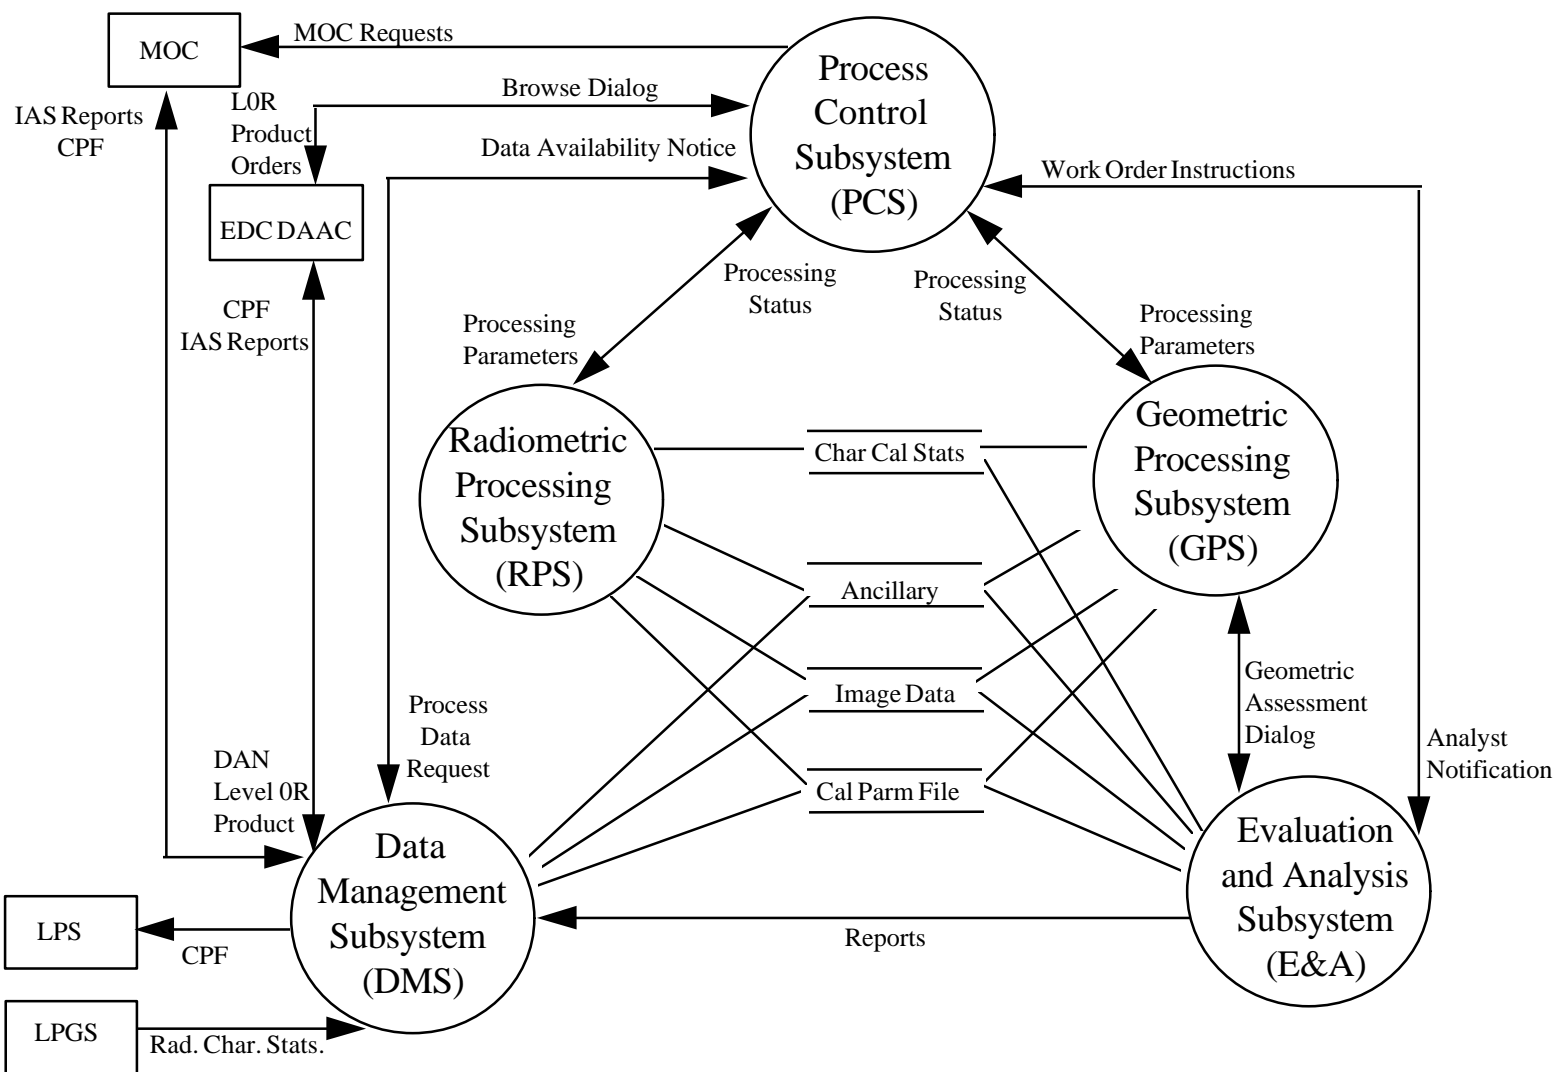 MOC
MOC Requests
Process
Control
Subsystem
(PCS)
IAS Reports
CPF
L0R
Product
Orders
Browse Dialog
Data Availability Notice
Work Order Instructions
EDC DAAC
CPF
IAS Reports
Processing
Status
Processing
Status
Processing
Parameters
Processing
Parameters
Radiometric
Processing
Subsystem
(RPS)
Char Cal Stats
Geometric
Processing
Subsystem
(GPS)
Ancillary
Image Data
Cal Parm File
Geometric
Assessment
Dialog
Process
Data
Request
Analyst
Notification
DAN
Level 0R
Product
Data
Management
Subsystem
(DMS)
Evaluation
and Analysis
Subsystem
(E&A)
Reports
LPS
CPF
LPGS
Rad. Char. Stats.